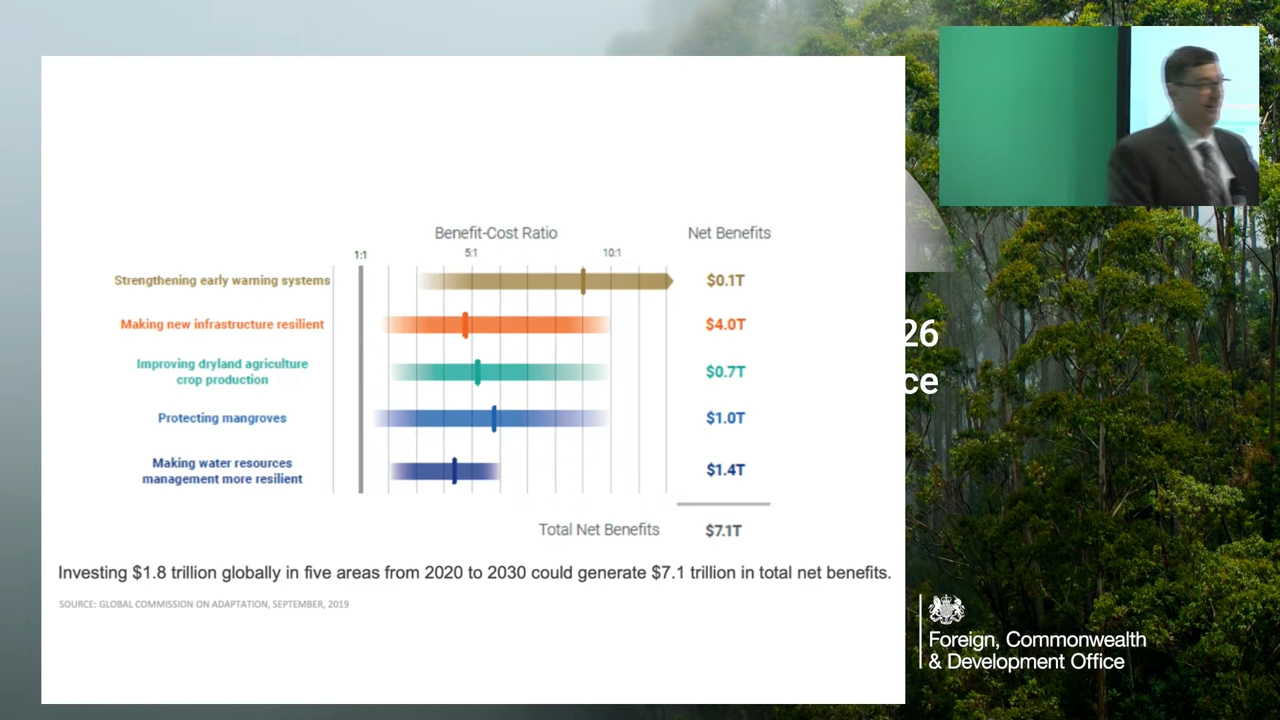 Benefit-Cost Ratio
Net Benefits
1:1
5:1
10:1
Strengthening early warning systems
$0.1T
Making new infrastructure resilient
$4.0T
Improving dryland agriculture
crop production
$0.7T
Protecting mangroves
$1.0T
Making water resources
management more resilient
$1.4T
Total Net Benefits
$7.1T
Investing $1.8 trillion globally in five areas from 2020 to 2030 could generate $7.1 trillion in total net benefits.
SOURCE: GLOBAL COMMISSION ON ADAPTATION, SEPTEMBER, 2019
26
ce
Foreign, Commonwealth
& Development Office